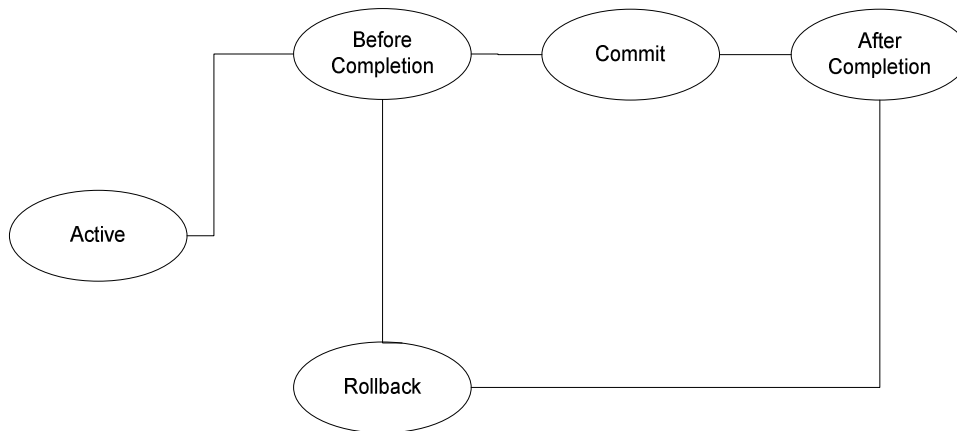 Before
Completion
Commit
After
Completion
Active
Rollback